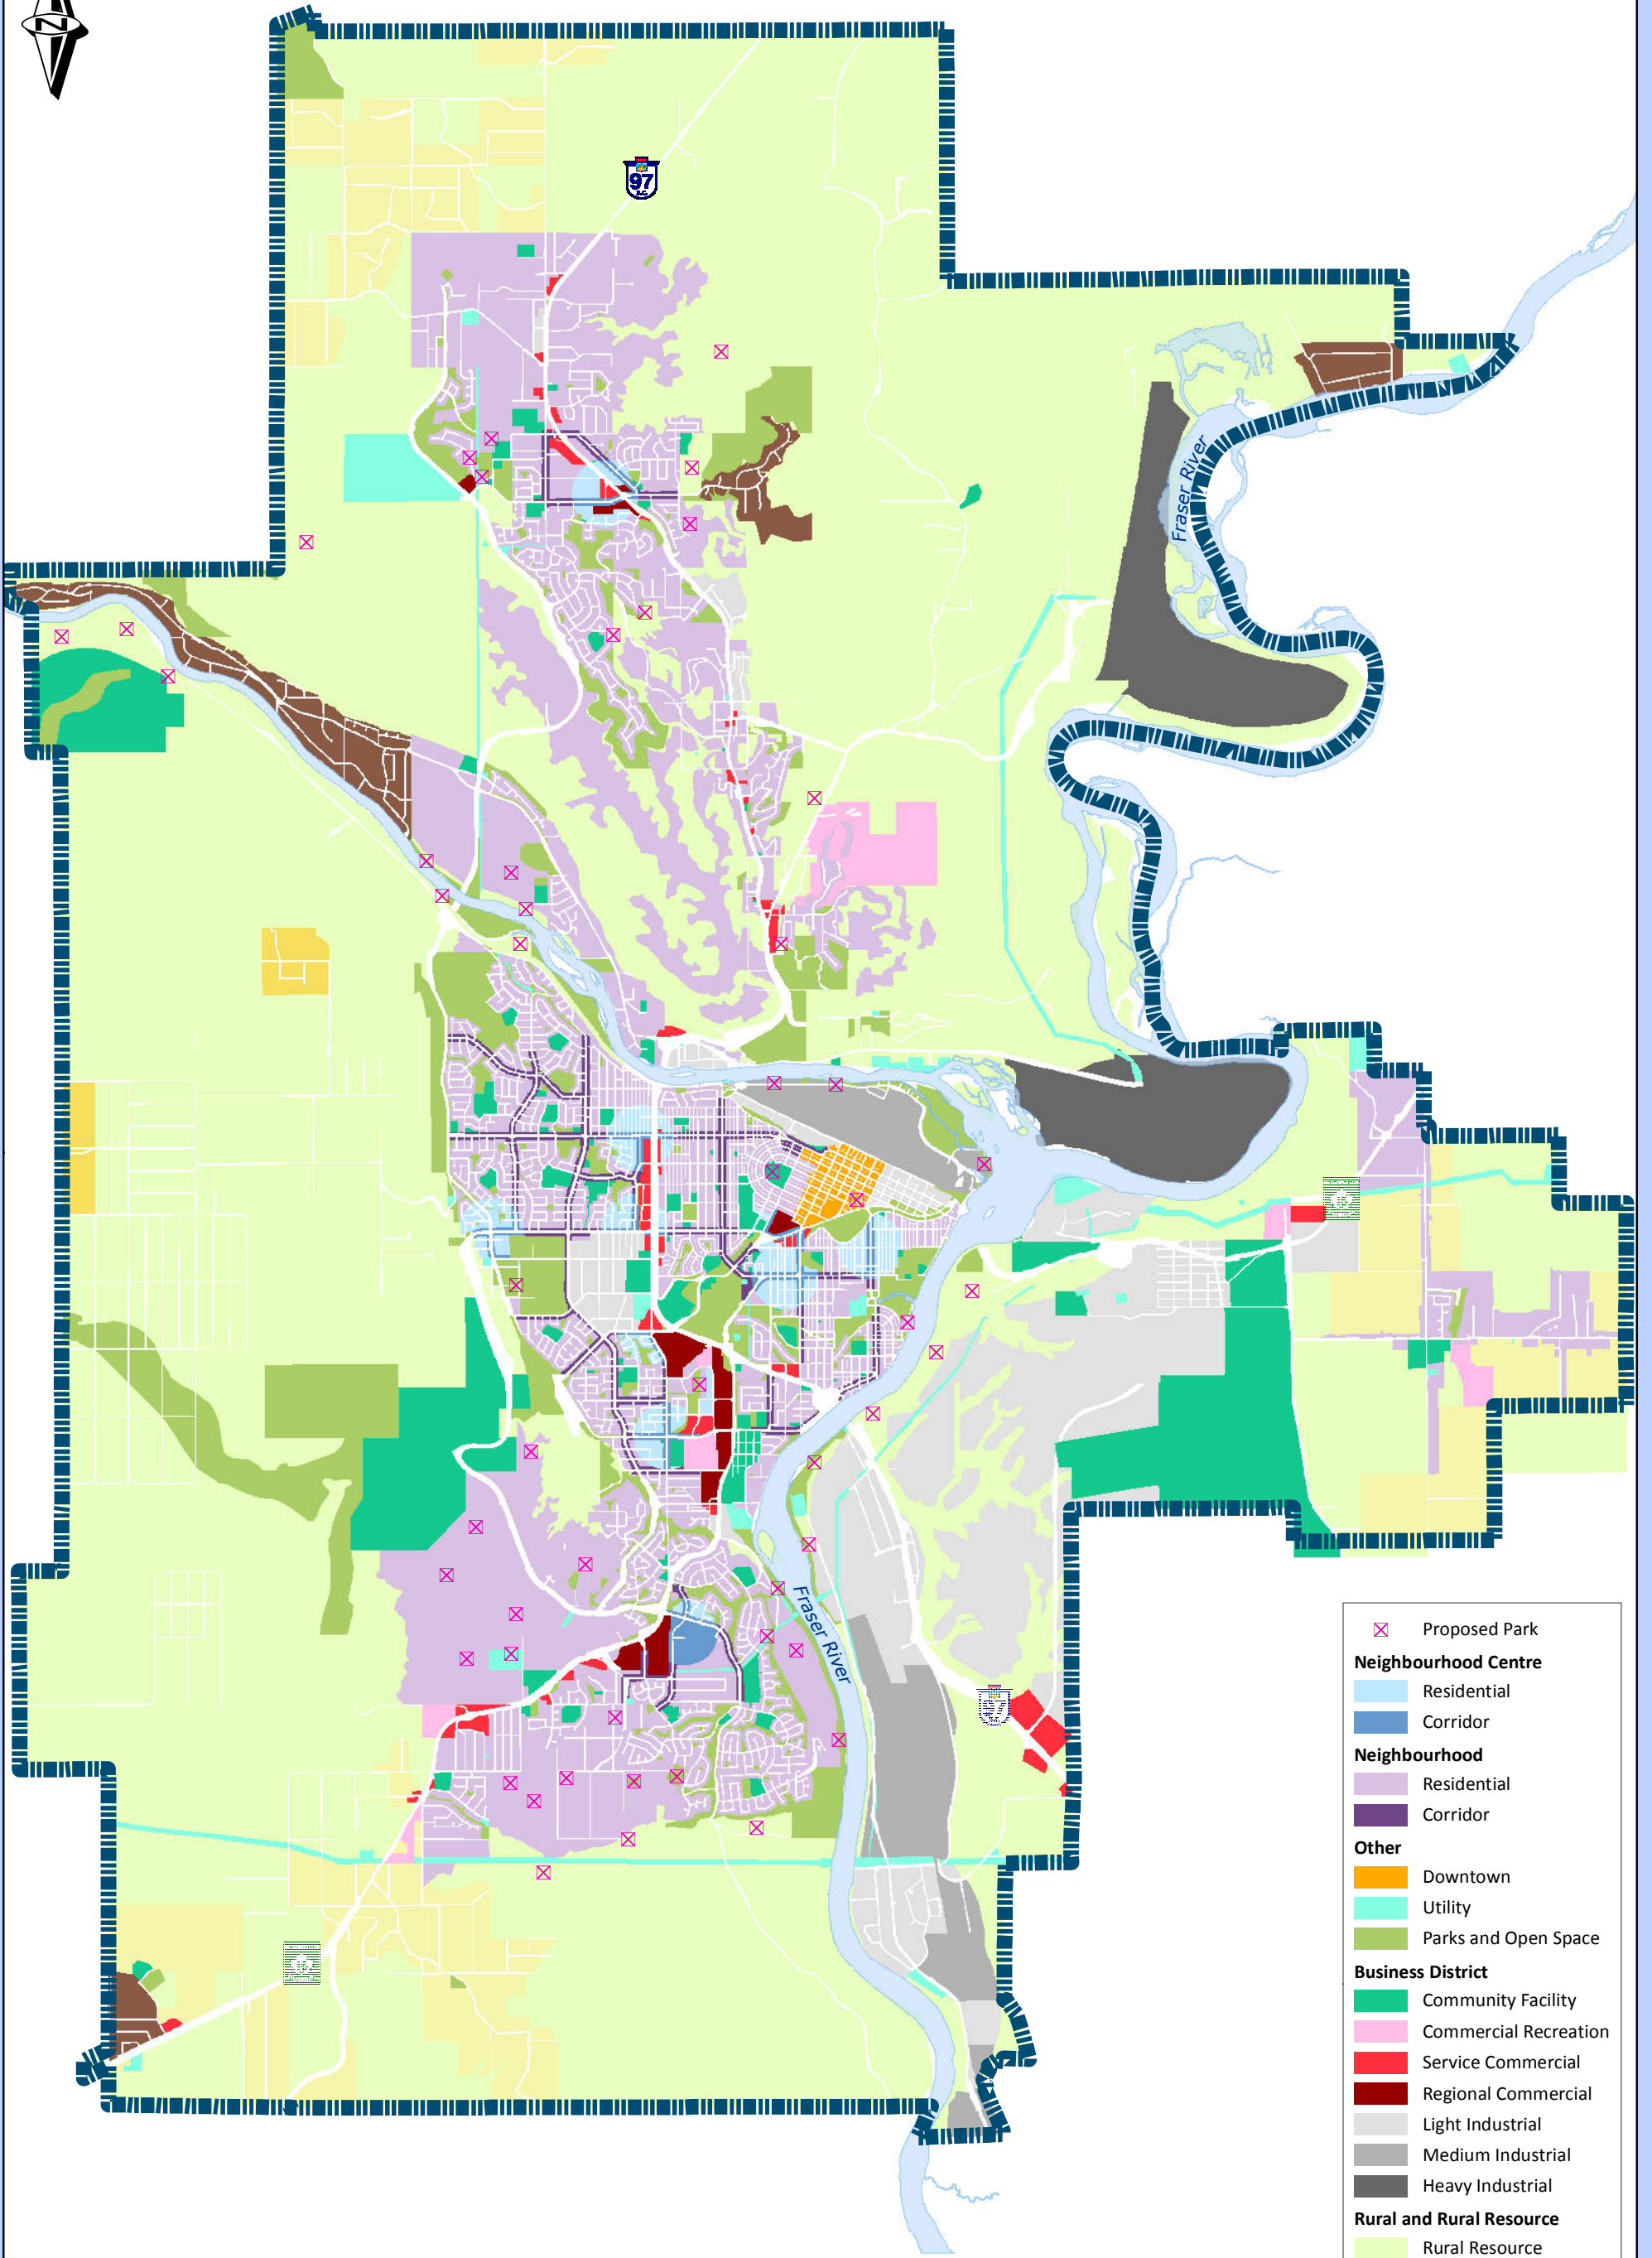 N
97
B.C.
Fraser River
16
Fraser River
97
16
Proposed Park
Neighbourhood Centre
Residential
Corridor
Neighbourhood
Residential
Corridor
Other
Downtown
Utility
Parks and Open Space
Business District
Community Facility
Commercial Recreation
Service Commercial
Regional Commercial
Light Industrial
Medium Industrial
Heavy Industrial
Rural and Rural Resource
Rural Resource